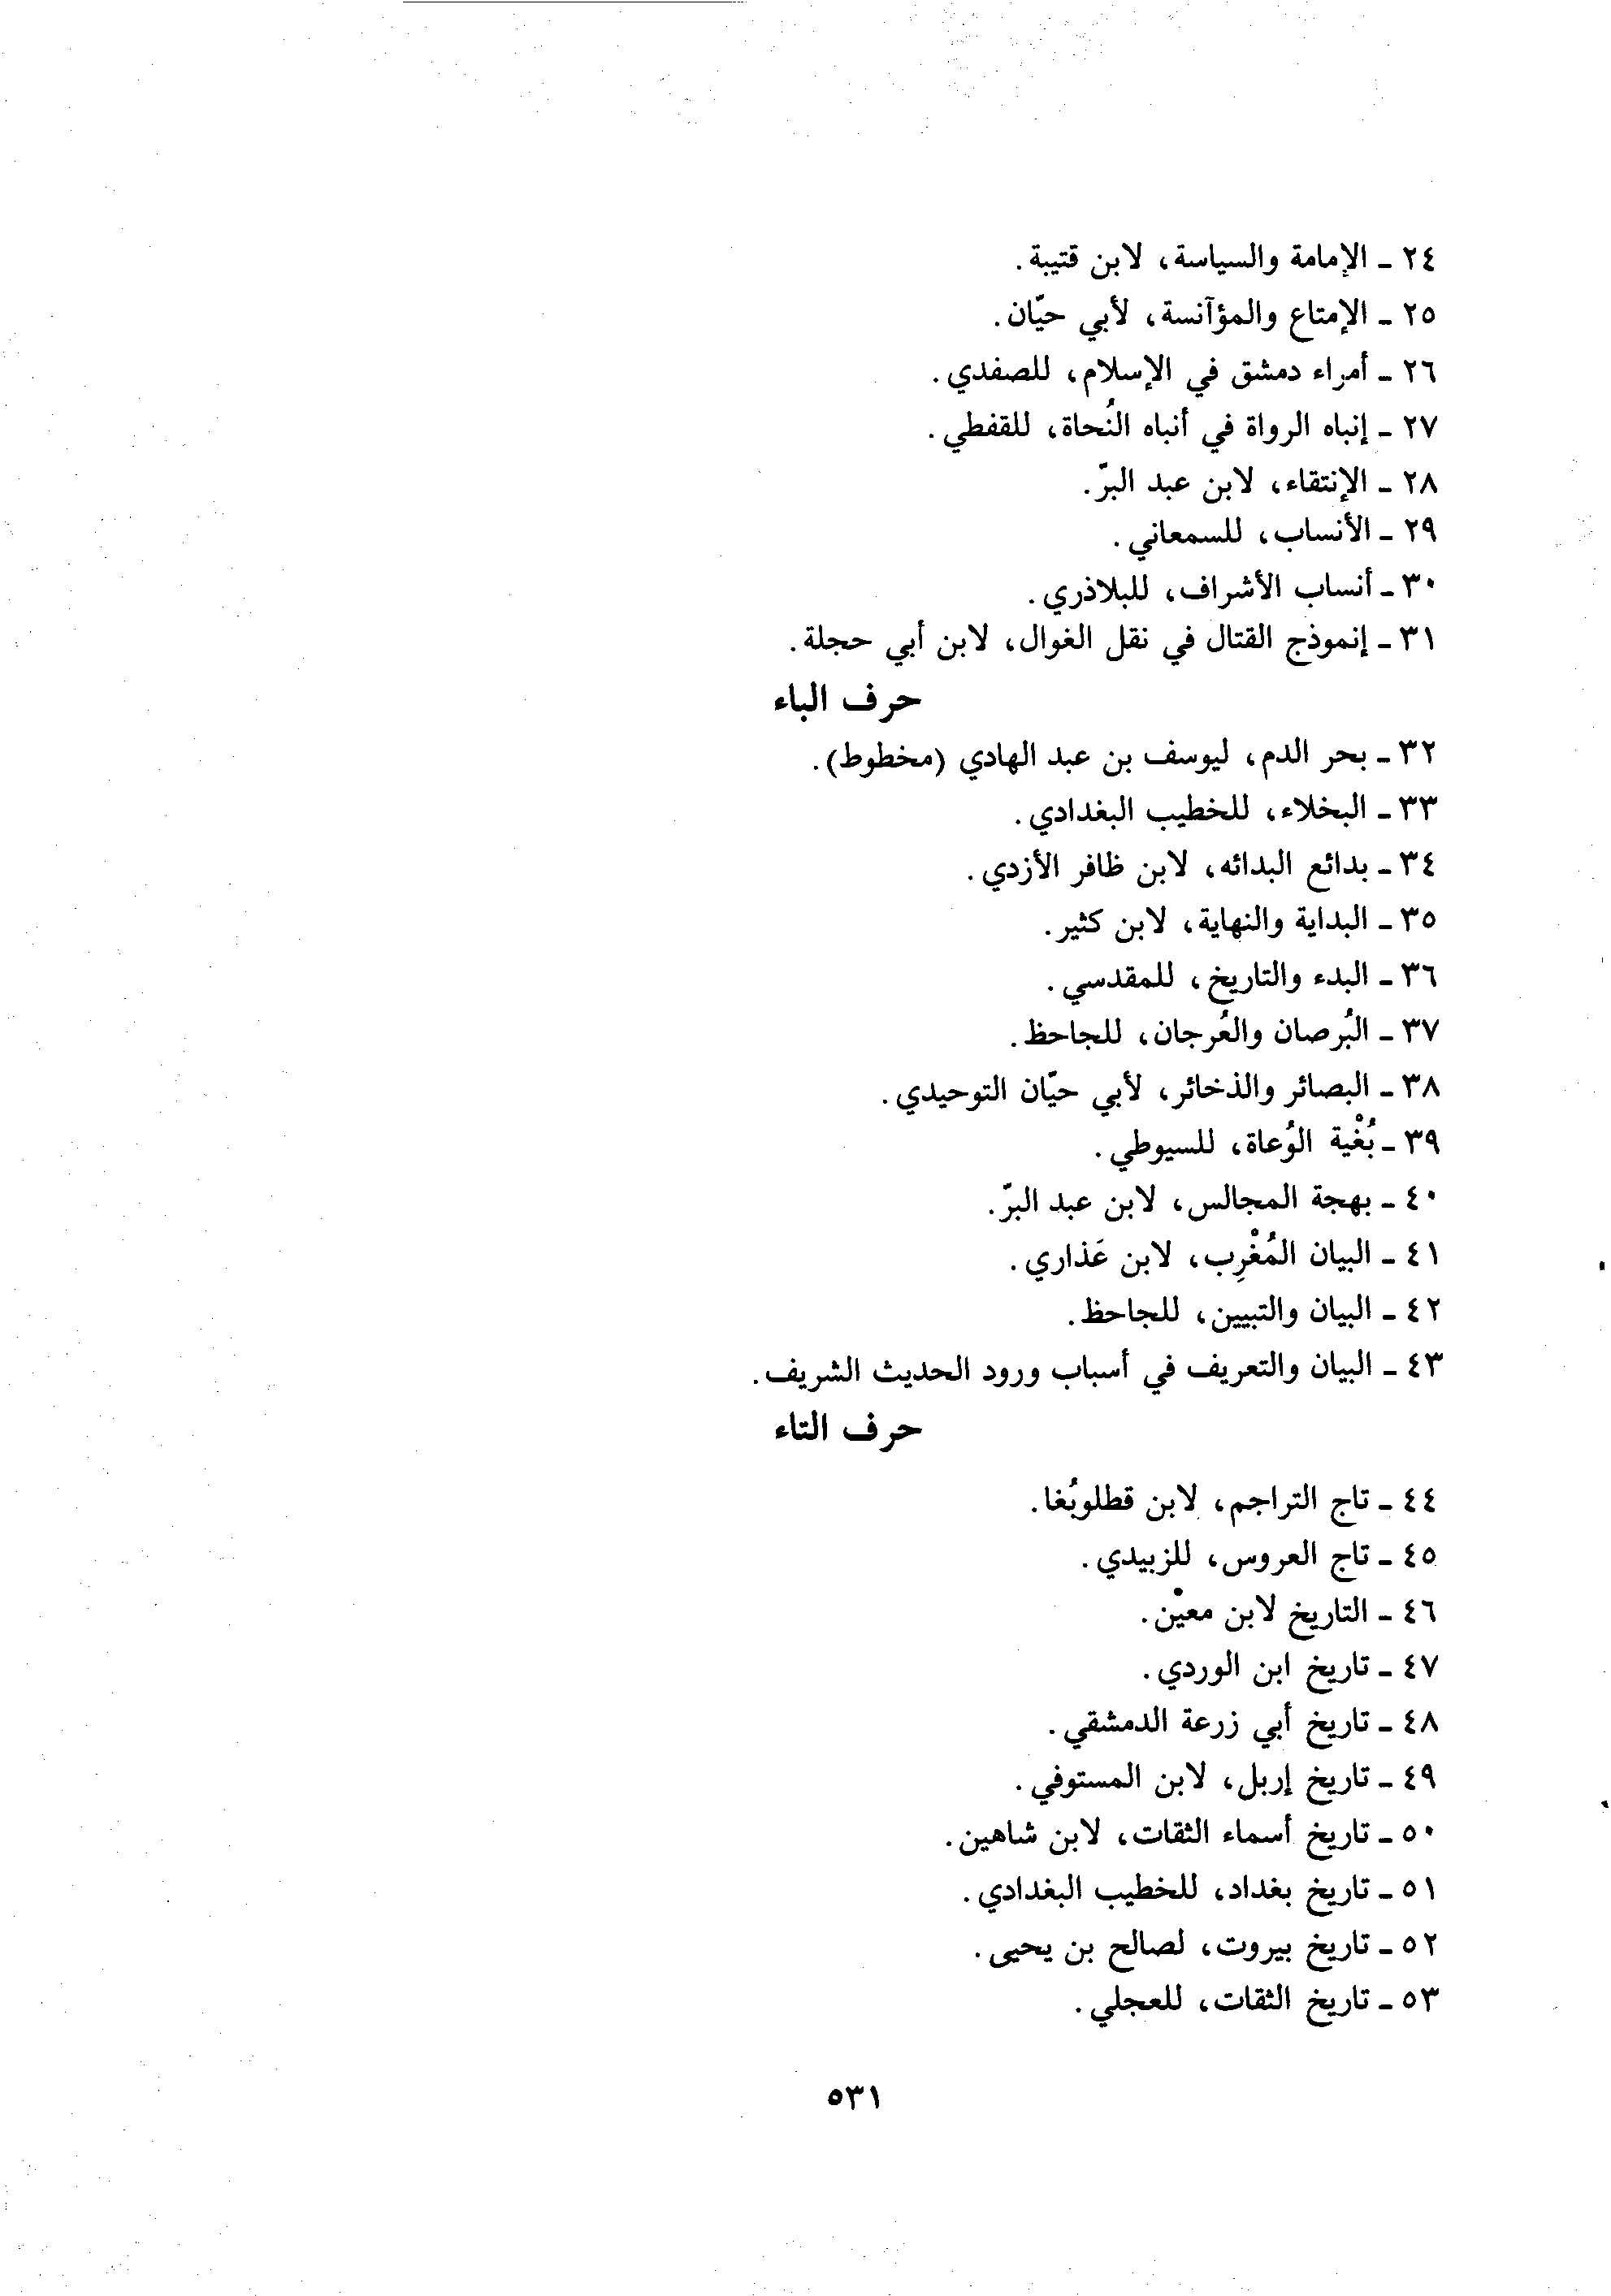 ٢٤ - الإمامة والسياسة، لابن قتيبة.
٢٥ - الإمتاع والمؤآنسة، لأبي حيّان.
٢٦ - أمراء دمشق في الإسلام، للصفدي.
٢٧ - إنباه الرواة في أنباه النُحاة، للقفطي.
٢٨ - الإنتقاء، لابن عبد البرّ.
٢٩ - الأنساب، للسمعاني.
٣٠ - أنساب الأشراف، للبلاذري.
٣١ - إنموذج القتال في نقل الغوال، لابن أبي حجلة.
حرف الباء
٣٢ - بحر الدم، ليوسف بن عبد الهادي (مخطوط).
٣٣ - البخلاء، للخطيب البغدادي.
٣٤ - بدائع البدائه، لابن ظافر الأزدي.
٣٥ - البداية والنهاية، لابن كثير.
٣٦ - البدء والتاريخ، للمقدسي.
٣٧ - البُرصان والعُرجان، للجاحظ.
٣٨ - البصائر والذخائر، لأبي حيّان التوحيدي.
٣٩ - بُغْية الوُعاة، للسيوطي.
٤٠ - بهجة المجالس، لابن عبد البرّ.
٤١ - البيان المُغْرِب، لابن عَذاري.
٤٢ - البيان والتبيين، للجاحظ.
٤٣ - البيان والتعريف في أسباب ورود الحديث الشريف.
حرف التاء
٤٤ - تاج التراجم، لابن قطلوبُغا.
٤٥ - تاج العروس، للزبيدي.
٤٦ - التاريخ لابن معيْن.
٤٧ - تاريخ ابن الوردي.
٤٨ - تاريخ أبي زرعة الدمشقي.
٤٩ - تاريخ إربل، لابن المستوفي.
٥٠ - تاريخ أسماء الثقات، لابن شاهين.
٥١ - تاريخ بغداد، للخطيب البغدادي.
٥٢ - تاريخ بيروت، لصالح بن يحيى.
٥٣ - تاريخ الثقات، للعجلي.
٥٣١